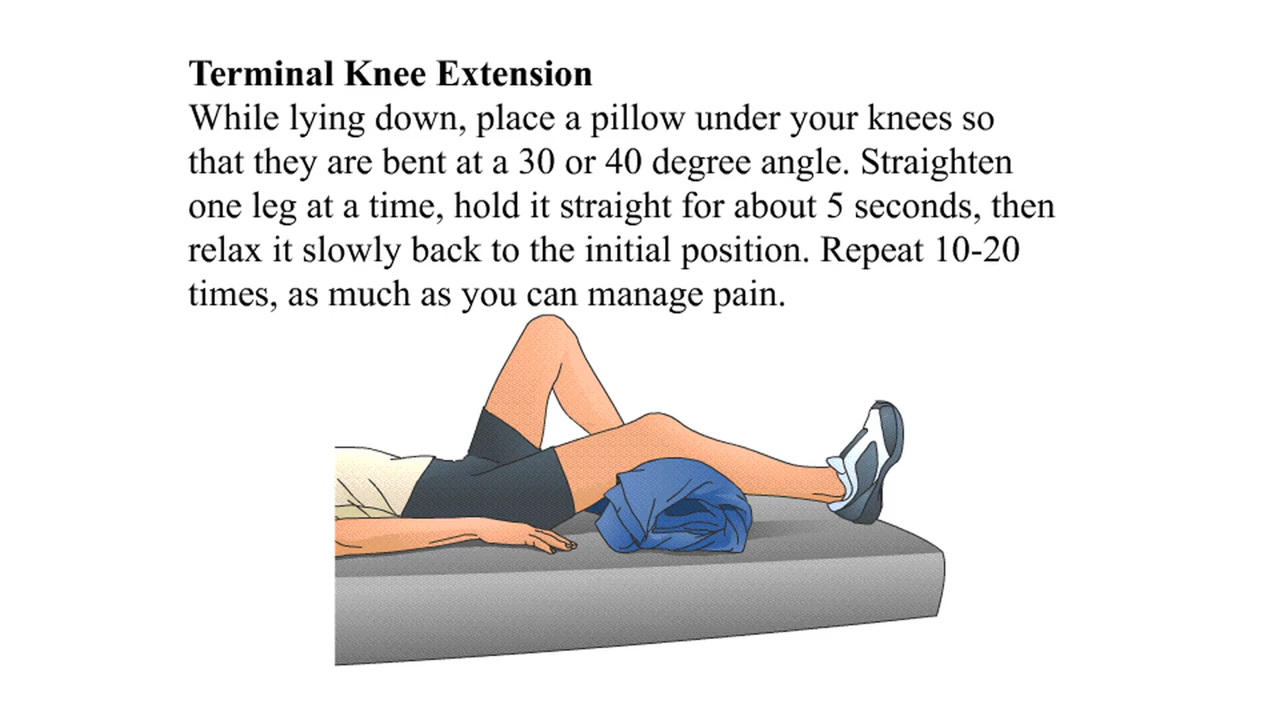 Terminal Knee Extension
While lying down, place a pillow under your knees so
that they are bent at a 30 or 40 degree angle. Straighten
one leg at a time, hold it straight for about 5 seconds, then
relax it slowly back to the initial position. Repeat 10-20
times, as much as you can manage pain.